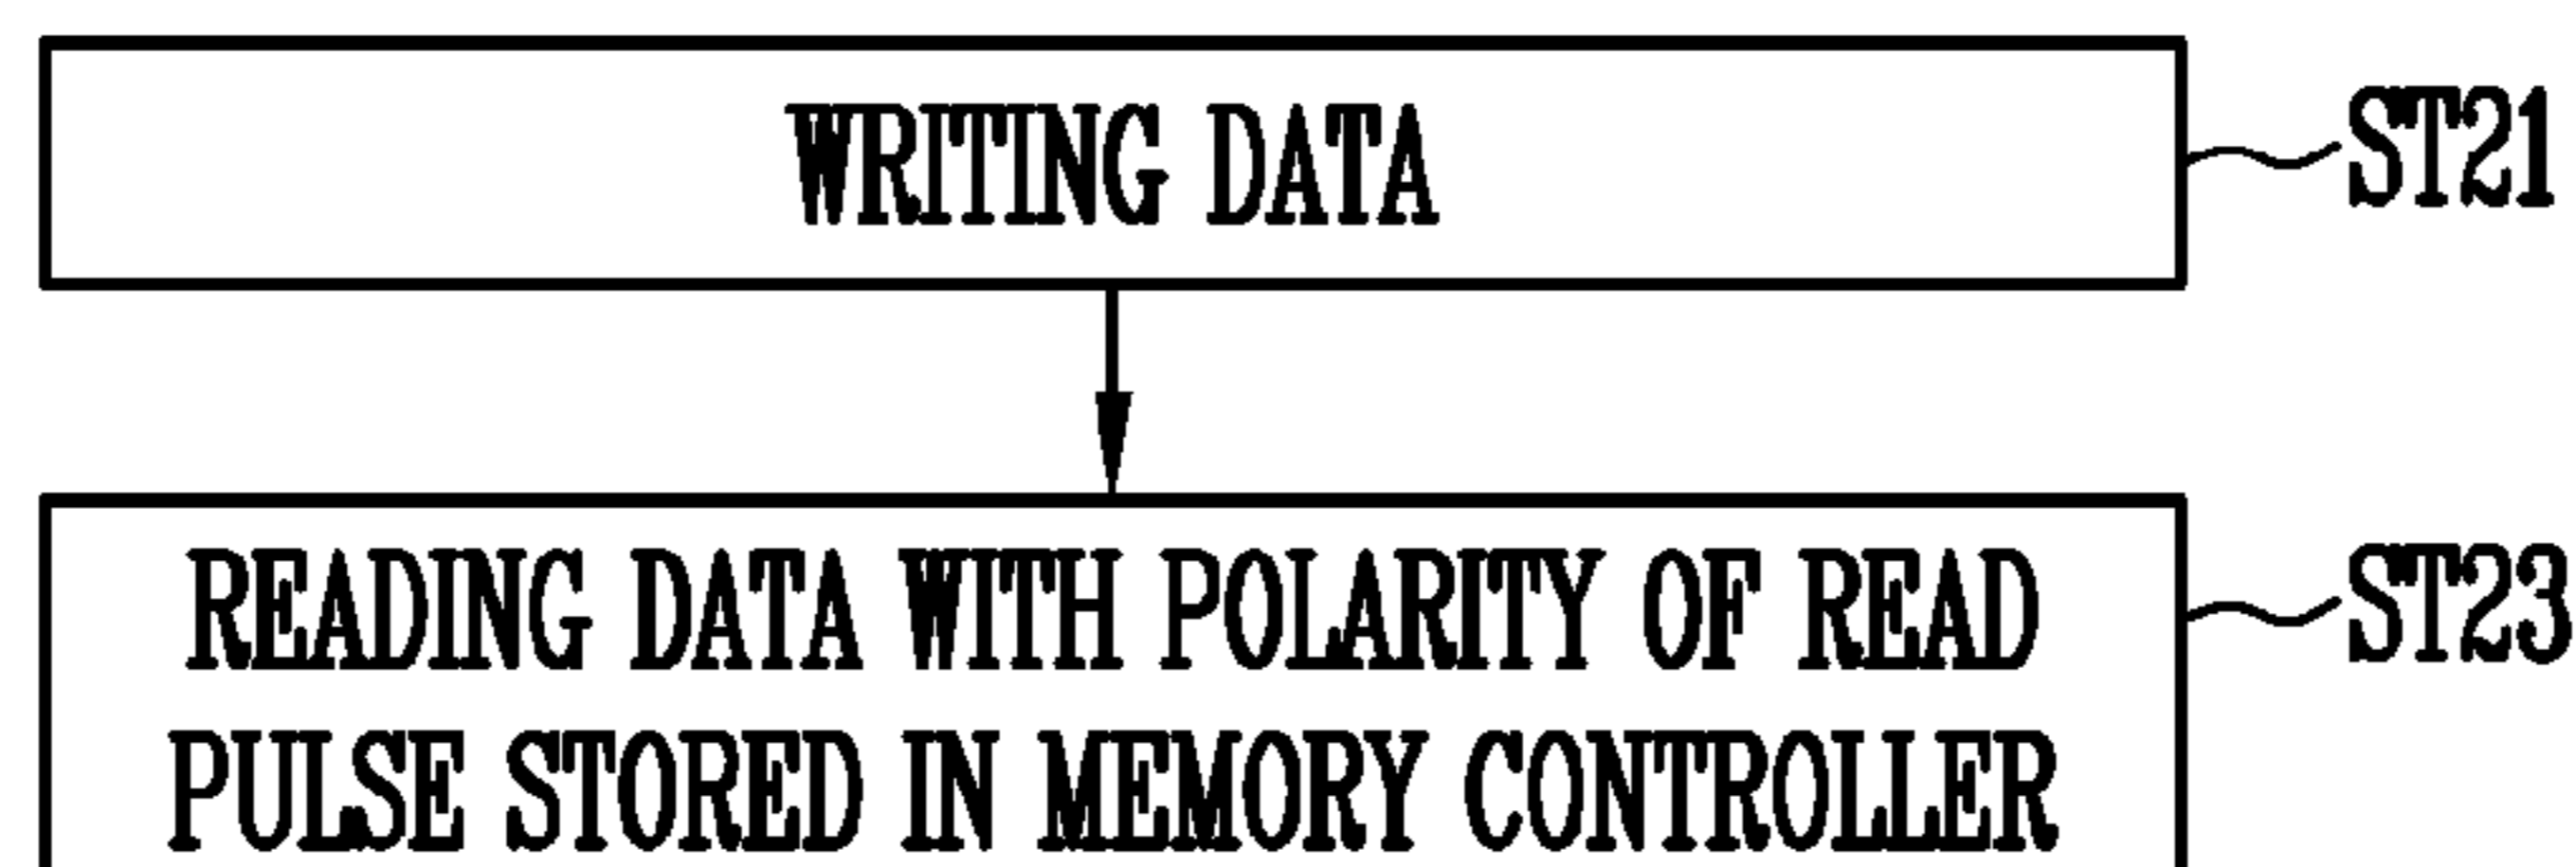 WRITING DATA
ST21
READING DATA WITH POLARITY OF READ
PULSE STORED IN MEMORY CONTROLLER
ST23